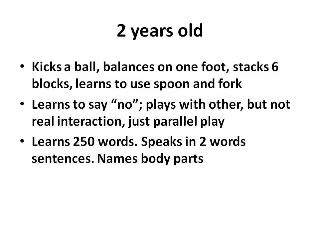 2 years old
• Kicks a ball, balances on one foot, stacks 6
blocks, learns to use spoon and fork
• Learns to say “no”; plays with other, but not
real interaction, just parallel play
• Learns 250 words. Speaks in 2 words
sentences. Names body parts